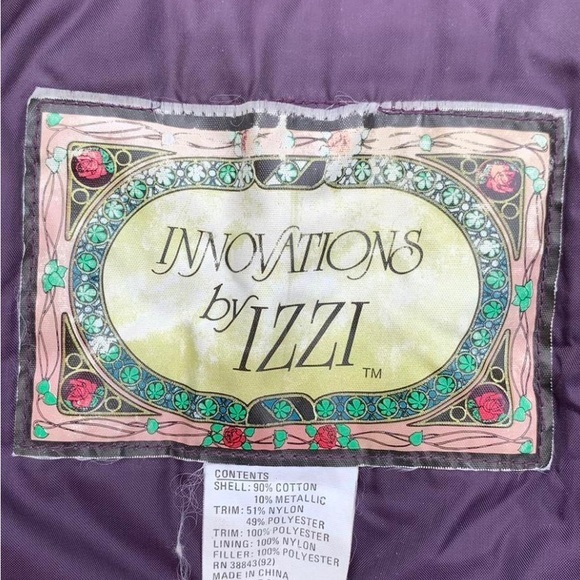 INNOVATIONS
by IZZI
TM
CONTENTS
SHELL: 90% COTTON
10% METALLIC
TRIM: 51% NYLON
49% POLYESTER
TRIM: 100% POLYESTER
LINING: 100% NYLON
FILLER: 100% POLYESTER
RN 38843(92)
MADE IN CHINA